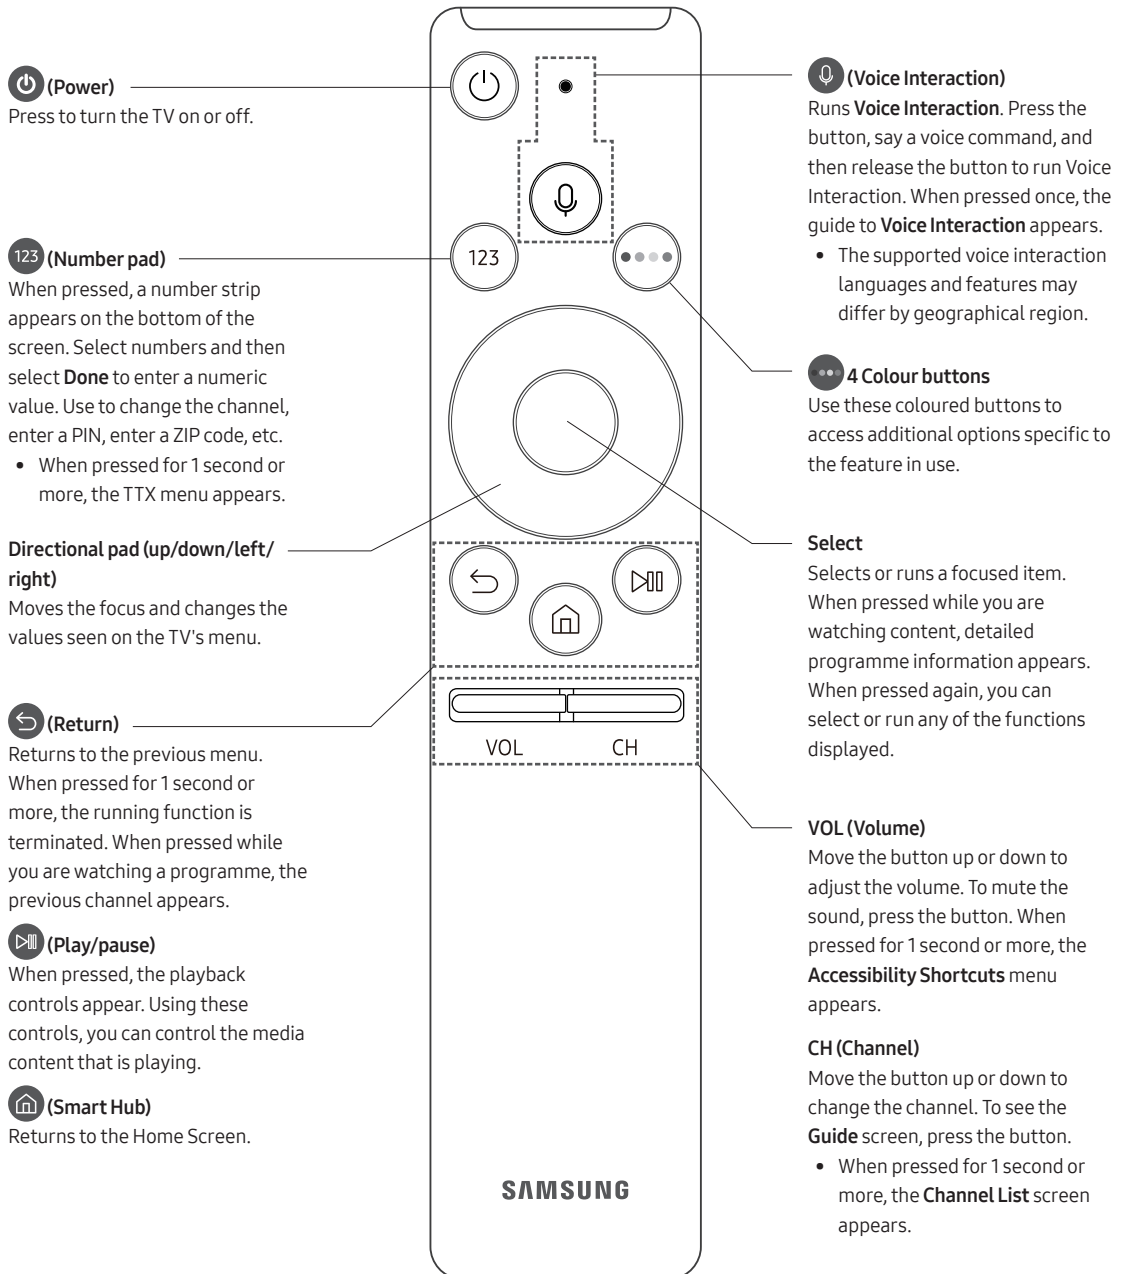 (Power)
Press to turn the TV on or off.
123 (Number pad)
When pressed, a number strip
appears on the bottom of the
screen. Select numbers and then
select Done to enter a numeric
value. Use to change the channel,
enter a PIN, enter a ZIP code, etc.
• When pressed for 1 second or
more, the TTX menu appears.
Directional pad (up/down/left/
right)
Moves the focus and changes the
values seen on the TV's menu.
(Return)
Returns to the previous menu.
When pressed for 1 second or
more, the running function is
terminated. When pressed while
you are watching a programme, the
previous channel appears.
(Play/pause)
When pressed, the playback
controls appear. Using these
controls, you can control the media
content that is playing.
(Smart Hub)
Returns to the Home Screen.
123
VOL CH
SAMSUNG
(Voice Interaction)
Runs Voice Interaction. Press the
button, say a voice command, and
then release the button to run Voice
Interaction. When pressed once, the
guide to Voice Interaction appears.
• The supported voice interaction
languages and features may
differ by geographical region.
4 Colour buttons
Use these coloured buttons to
access additional options specific to
the feature in use.
Select
Selects or runs a focused item.
When pressed while you are
watching content, detailed
programme information appears.
When pressed again, you can
select or run any of the functions
displayed.
VOL (Volume)
Move the button up or down to
adjust the volume. To mute the
sound, press the button. When
pressed for 1 second or more, the
Accessibility Shortcuts menu
appears.
CH (Channel)
Move the button up or down to
change the channel. To see the
Guide screen, press the button.
• When pressed for 1 second or
more, the Channel List screen
appears.